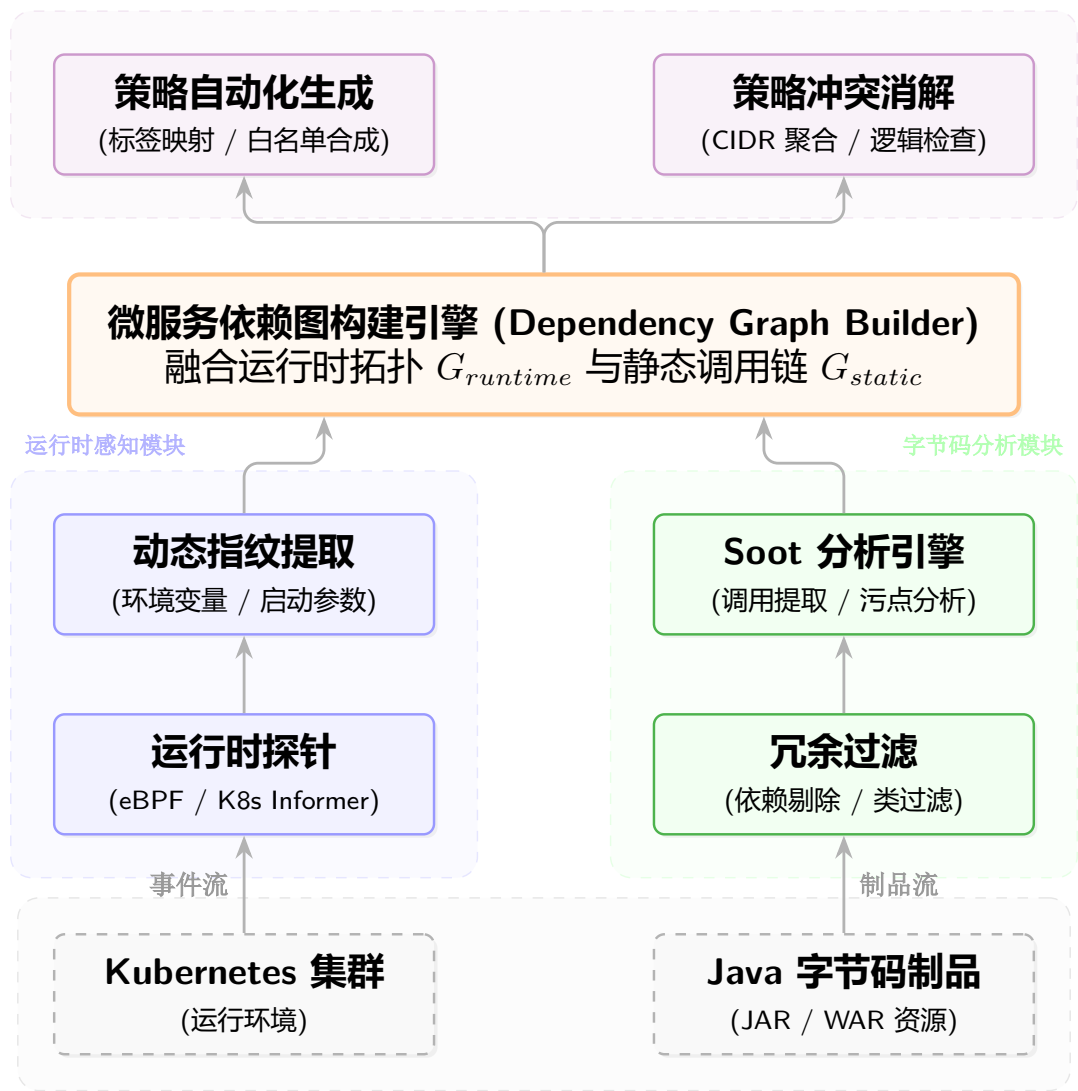 策略自动化生成
(标签映射 / 白名单合成)
策略冲突消解
(CIDR 聚合 / 逻辑检查)
微服务依赖图构建引擎 (Dependency Graph Builder)
融合运行时拓扑 G_{runtime} 与静态调用链 G_{static}
运行时感知模块
字节码分析模块
动态指纹提取
(环境变量 / 启动参数)
Soot 分析引擎
(调用提取 / 污点分析)
运行时探针
(eBPF / K8s Informer)
冗余过滤
(依赖剔除 / 类过滤)
事件流
制品流
Kubernetes 集群
(运行环境)
Java 字节码制品
(JAR / WAR 资源)